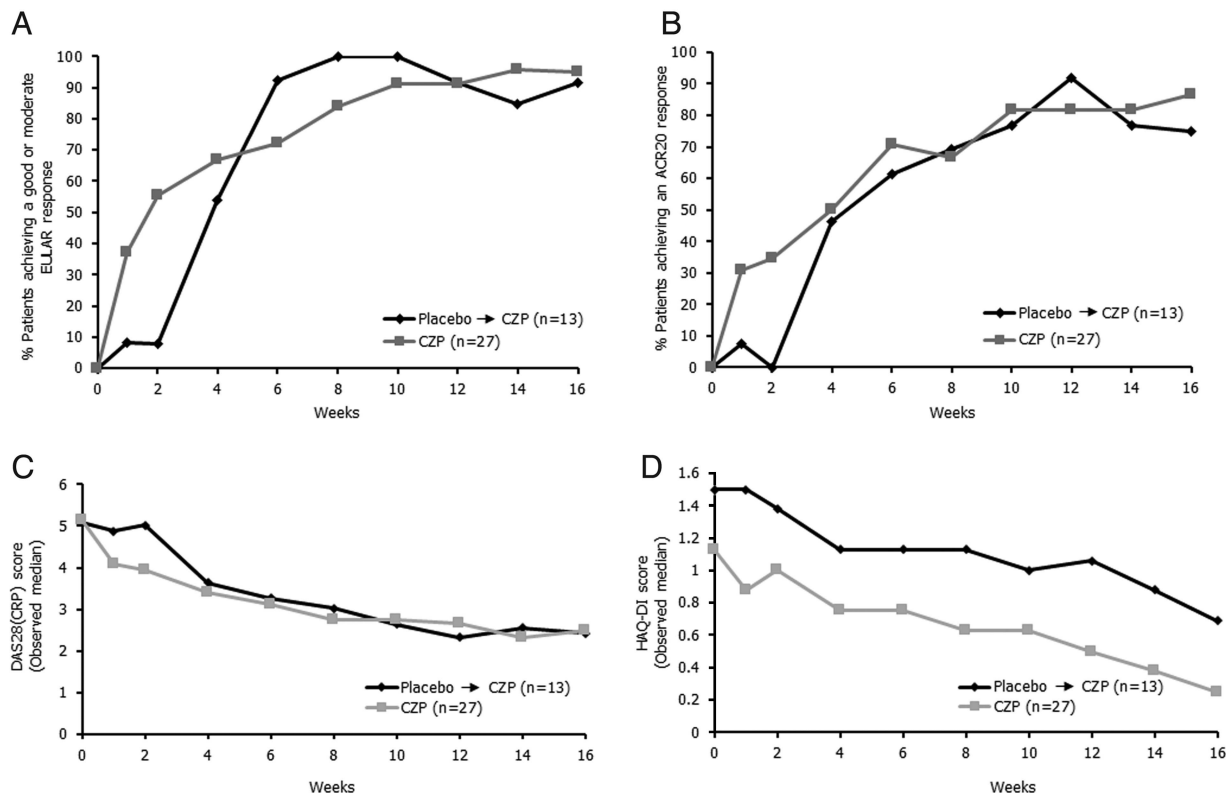 A
% Patients achieving a good or moderate
EULAR response
100
90
80
70
60
50
40
30
20
10
0
0 2 4 6 8 10 12 14 16
Weeks
Placebo → CZP (n=13)
CZP (n=27)
B
% Patients achieving an ACR20 response
100
90
80
70
60
50
40
30
20
10
0
0 2 4 6 8 10 12 14 16
Weeks
Placebo → CZP (n=13)
CZP (n=27)
C
DAS28(CRP) score
(Observed median)
6
5
4
3
2
1
0
0 2 4 6 8 10 12 14 16
Weeks
Placebo → CZP (n=13)
CZP (n=27)
D
HAQ-DI score
(Observed median)
1.6
1.4
1.2
1
0.8
0.6
0.4
0.2
0
0 2 4 6 8 10 12 14 16
Weeks
Placebo → CZP (n=13)
CZP (n=27)